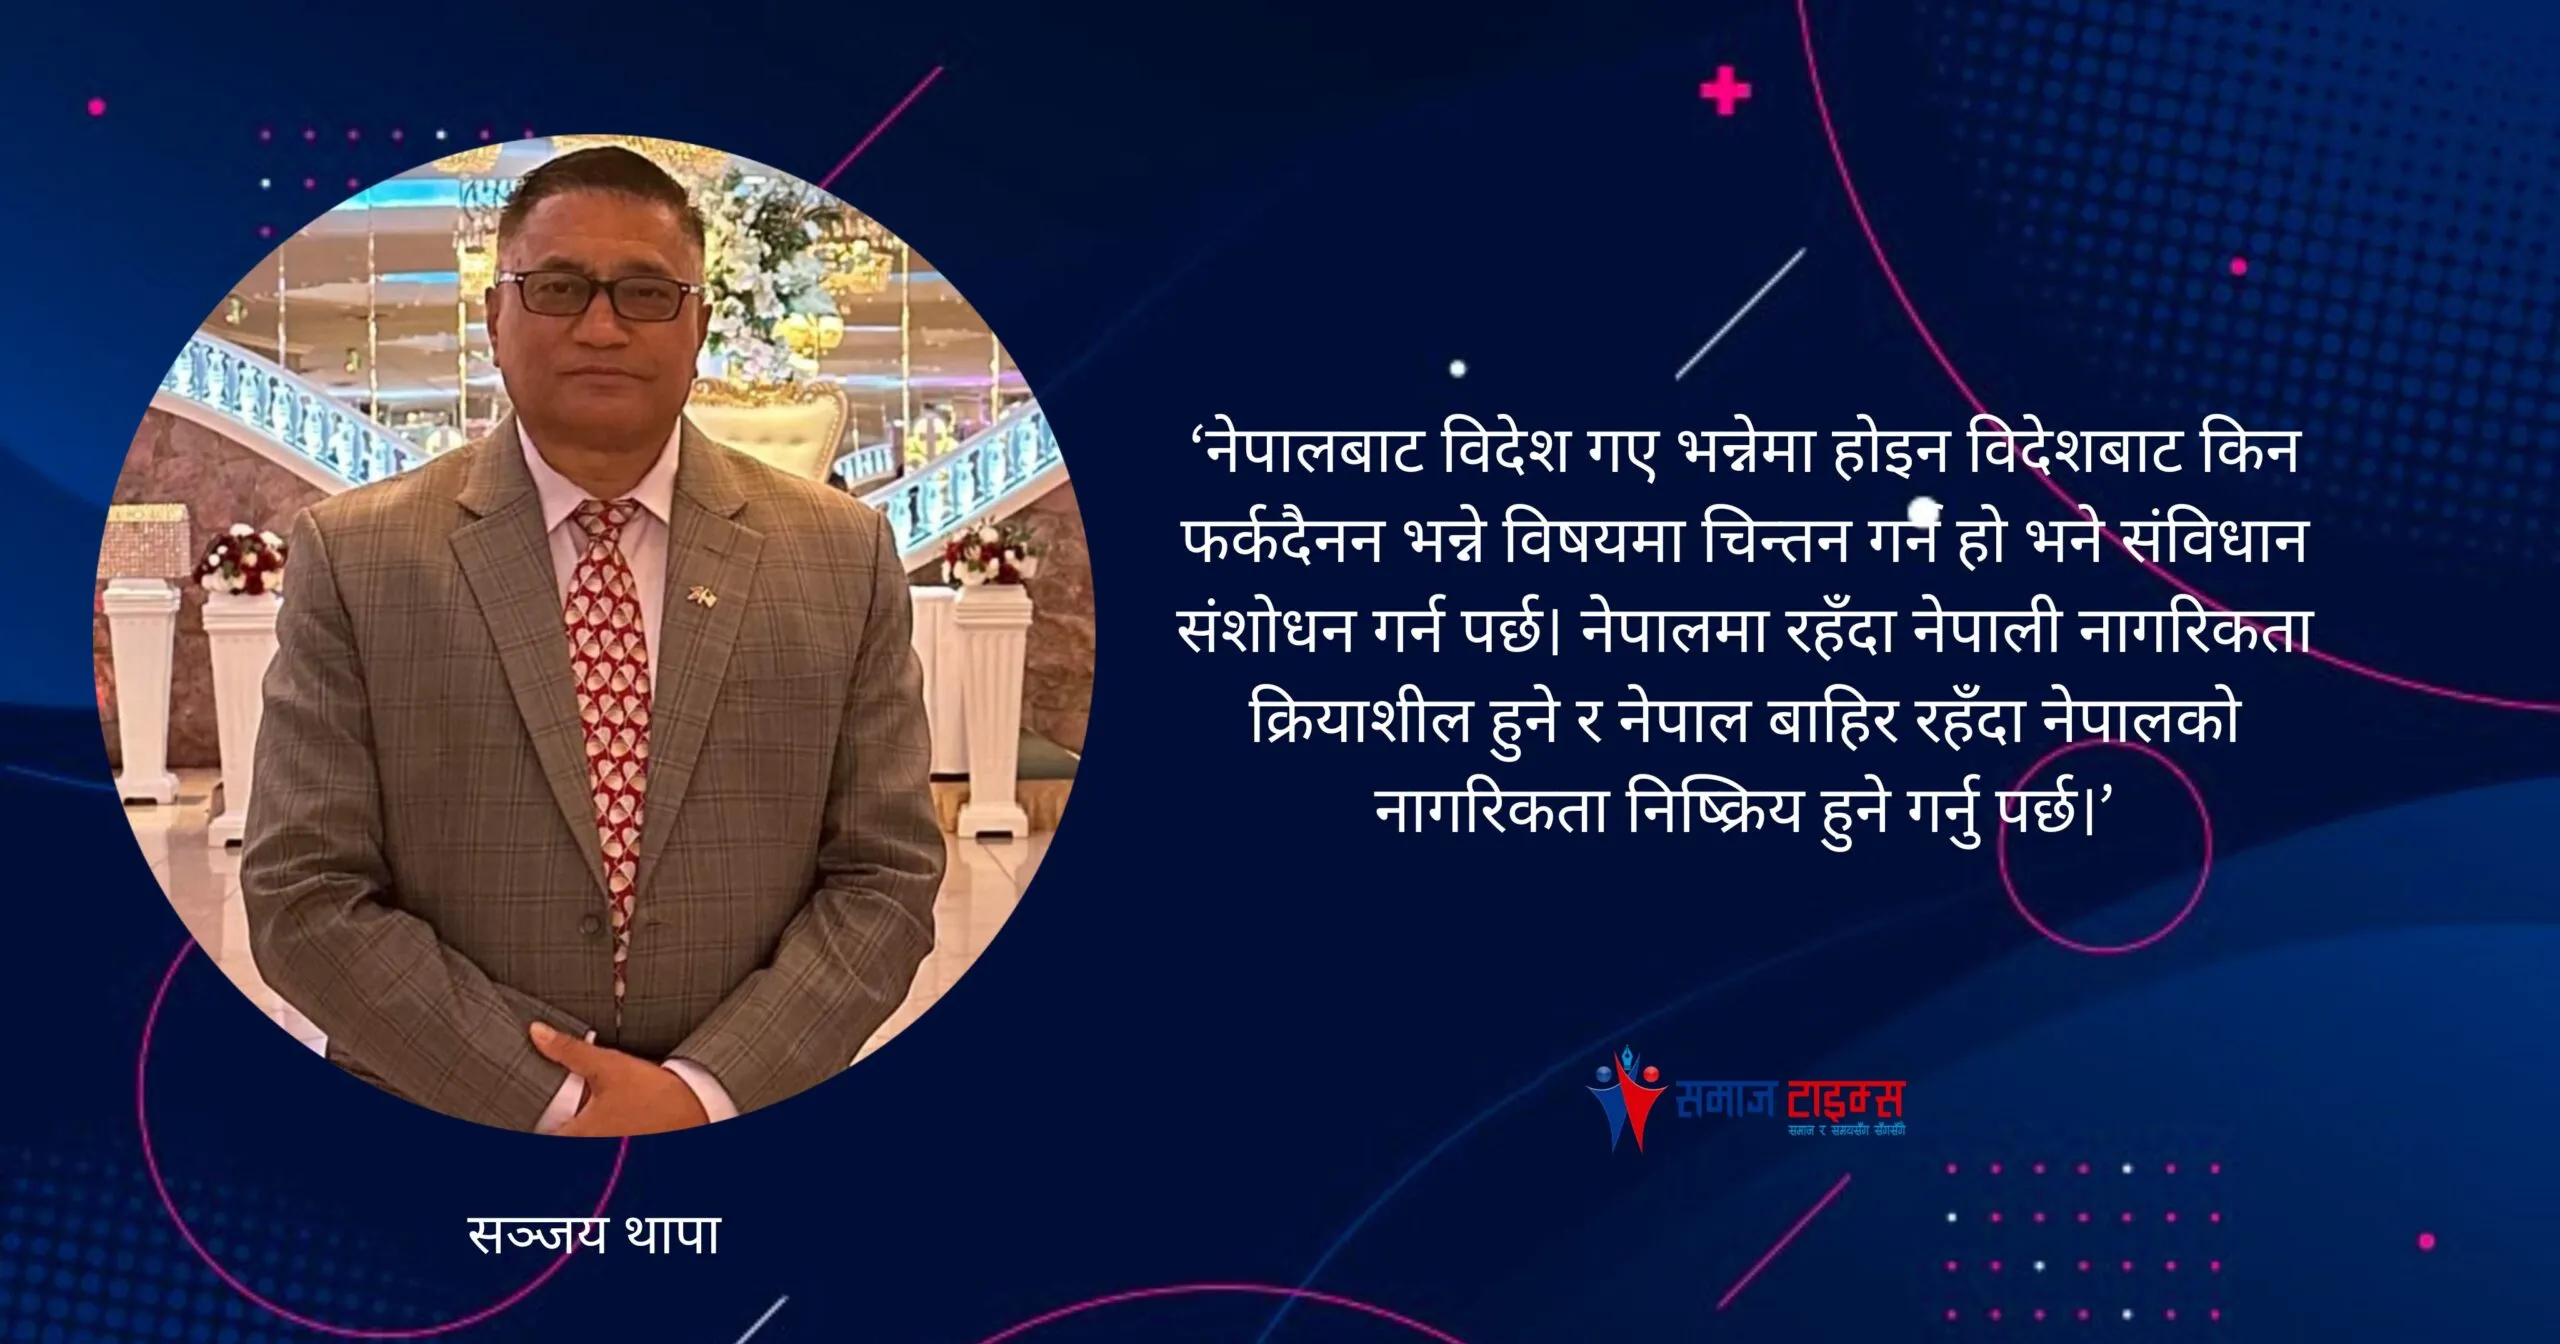 ‘नेपालबाट विदेश गए भन्नेमा होइन विदेशबाट किन
फर्कदैनन भन्ने विषयमा चिन्तन गर्ने हो भने संविधान
संशोधन गर्न पर्छ। नेपालमा रहँदा नेपाली नागरिकता
क्रियाशील हुने र नेपाल बाहिर रहँदा नेपालको
नागरिकता निष्क्रिय हुने गर्नु पर्छ।’
समाज टाइम्स
समाज र समयसँग सँगसँगै
सञ्जय थापा